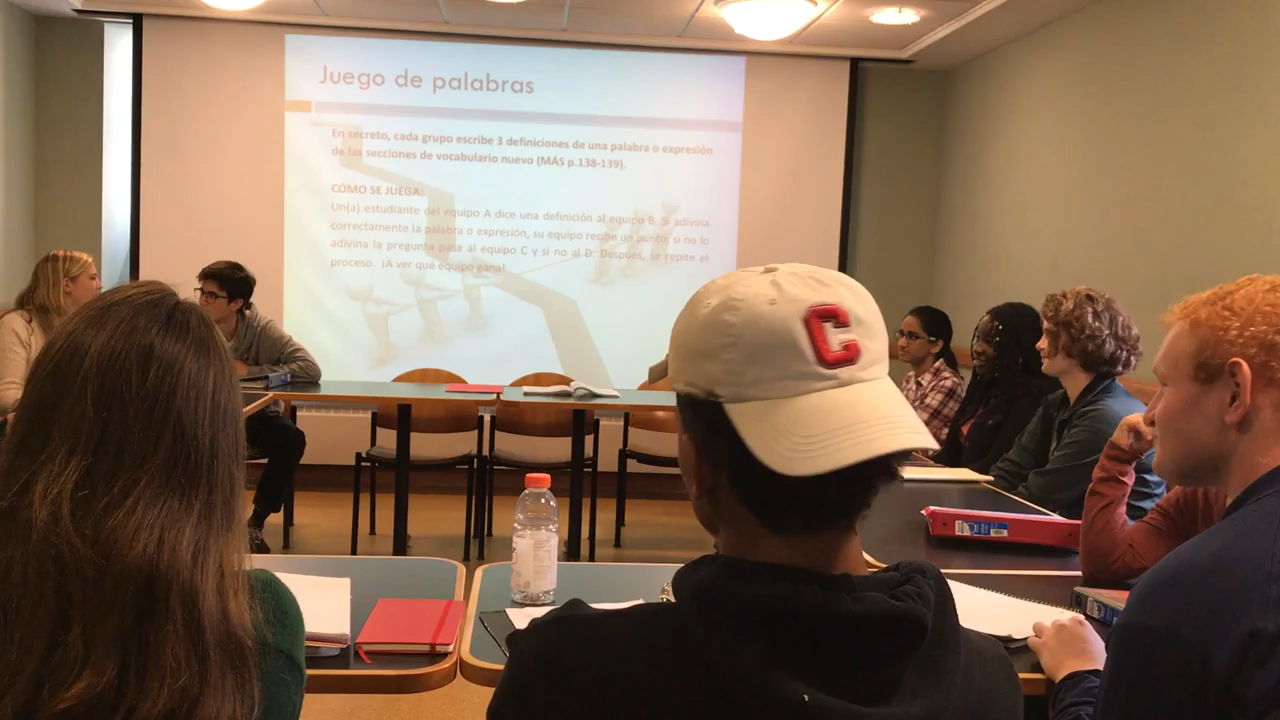 Juego de palabras
En secreto, cada grupo escribe 3 definiciones de una palabra o expresión
de las secciones de vocabulario nuevo (MÁS p.138-139).
CÓMO SE JUEGA:
Un(a) estudiante del equipo A dice una definición al equipo B. Si adivina
correctamente la palabra o expresión, su equipo recibe un punto; si no lo
adivina la pregunta pasa al equipo C y si no al D. Después, se repite el
proceso. ¡A ver qué equipo gana!
C